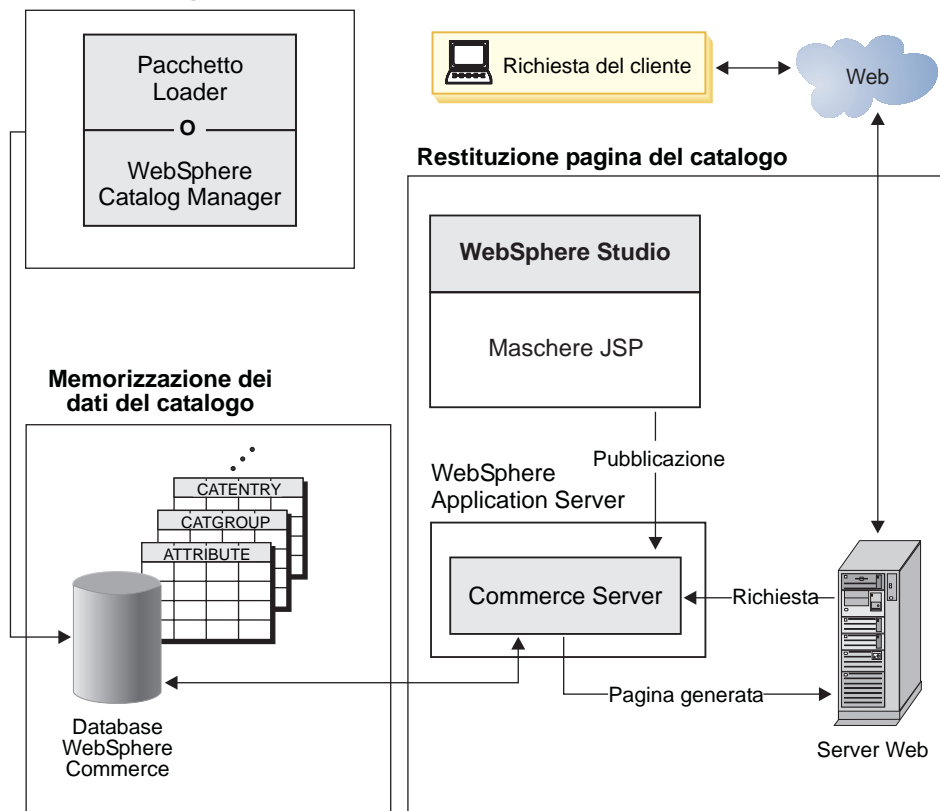 Pacchetto
Loader
O
WebSphere
Catalog Manager
Richiesta del cliente
Web
Restituzione pagina del catalogo
WebSphere Studio
Maschere JSP
Memorizzazione dei
dati del catalogo
Pubblicazione
WebSphere
Application Server
CATENTRY
CATGROUP
ATTRIBUTE
Commerce Server
Richiesta
Pagina generata
Database
WebSphere
Commerce
Server Web